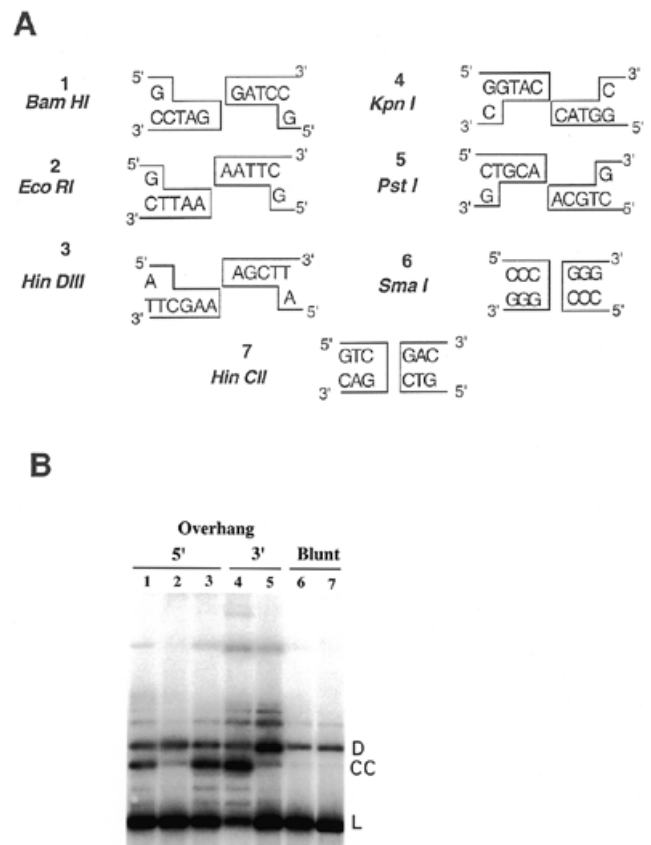 A
1
Bam HI
5' 3'
G GATCC
CCTAG G
3' 5'
4
Kpn I
5' 3'
GGTAC C
C CATGG
3' 5'
2
Eco RI
5' 3'
G AATTC
CTTAA G
3' 5'
5
Pst I
5' 3'
CTGCA G
G ACGTC
3' 5'
3
Hin DIII
5' 3'
A AGCTT
TTCGAA A
3' 5'
6
Sma I
5' 3'
CCC GGG
GGG CCC
3' 5'
7
Hin CII
5' 3'
GTC GAC
CAG CTG
3' 5'
B
Overhang
5' 3' Blunt
1 2 3 4 5 6 7
D
CC
L